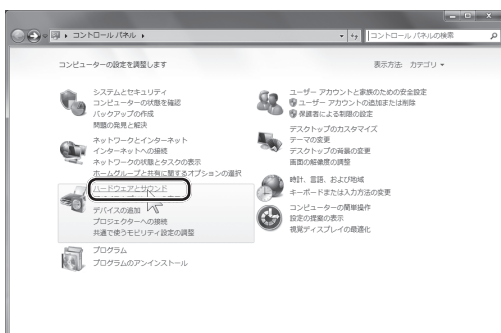 コントロール パネル
コントロール パネルの検索
コンピューターの設定を調整します
表示方法: カテゴリ
システムとセキュリティ
コンピューターの状態を確認
バックアップの作成
問題の発見と解決
ネットワークとインターネット
インターネットへの接続
ネットワークの状態とタスクの表示
ホームグループと共有に関するオプションの選択
ハードウェアとサウンド
デバイスの追加
プロジェクターへの接続
共通で使うモビリティ設定の調整
プログラム
プログラムのアンインストール
ユーザー アカウントと家族のための安全設定
ユーザー アカウントの追加または削除
保護者による制限の設定
デスクトップのカスタマイズ
テーマの変更
デスクトップの背景の変更
画面の解像度の調整
時計、言語、および地域
キーボードまたは入力方法の変更
コンピューターの簡単操作
設定の提案の表示
視覚ディスプレイの最適化